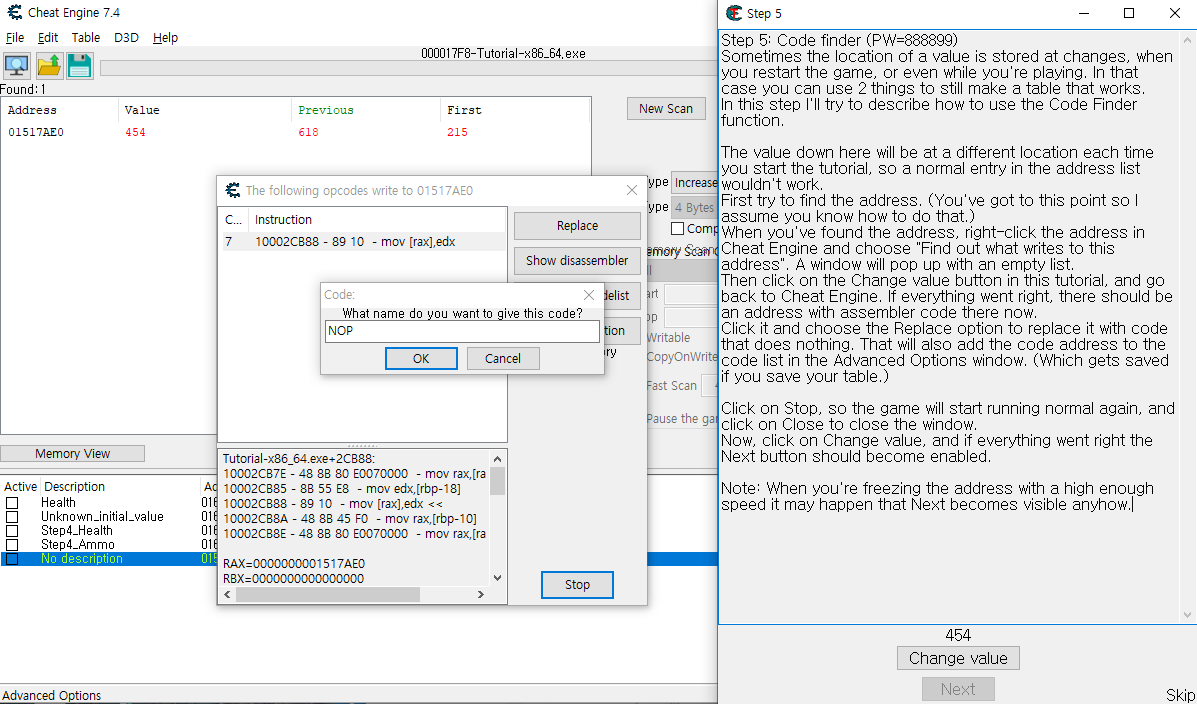 Cheat Engine 7.4
File Edit Table D3D Help
000017F8-Tutorial-x86_64.exe
Found: 1
Address Value Previous First
01517AE0 454 618 215
New Scan
ype Increase
ype 4 Bytes
Comp
emory Scan
art
op
Writable
CopyOnWrite
Fast Scan
Pause the gan
Memory View
The following opcodes write to 01517AE0
C... Instruction
7 10002CB88 - 89 10 - mov [rax],edx
Replace
Show disassembler
delist
tion
ry
Code:
What name do you want to give this code?
NOP
OK Cancel
Tutorial-x86_64.exe+2CB88:
10002CB7E - 48 8B 80 E0070000 - mov rax,[ra
10002CB85 - 8B 55 E8 - mov edx,[rbp-18]
10002CB88 - 89 10 - mov [rax],edx <<
10002CB8A - 48 8B 45 F0 - mov rax,[rbp-10]
10002CB8E - 48 8B 80 E0070000 - mov rax,[ra
RAX=0000000001517AE0
RBX=0000000000000000
Stop
Active Description Ad
Health 016
Unknown_initial_value 016
Step4_Health 016
Step4_Ammo 016
No description 015
Advanced Options
Step 5
Step 5: Code finder (PW=888899)
Sometimes the location of a value is stored at changes, when
you restart the game, or even while you're playing. In that
case you can use 2 things to still make a table that works.
In this step I'll try to describe how to use the Code Finder
function.
The value down here will be at a different location each time
you start the tutorial, so a normal entry in the address list
wouldn't work.
First try to find the address. (You've got to this point so I
assume you know how to do that.)
When you've found the address, right-click the address in
Cheat Engine and choose "Find out what writes to this
address". A window will pop up with an empty list.
Then click on the Change value button in this tutorial, and go
back to Cheat Engine. If everything went right, there should be
an address with assembler code there now.
Click it and choose the Replace option to replace it with code
that does nothing. That will also add the code address to the
code list in the Advanced Options window. (Which gets saved
if you save your table.)
Click on Stop, so the game will start running normal again, and
click on Close to close the window.
Now, click on Change value, and if everything went right the
Next button should become enabled.
Note: When you're freezing the address with a high enough
speed it may happen that Next becomes visible anyhow.
454
Change value
Next
Skip